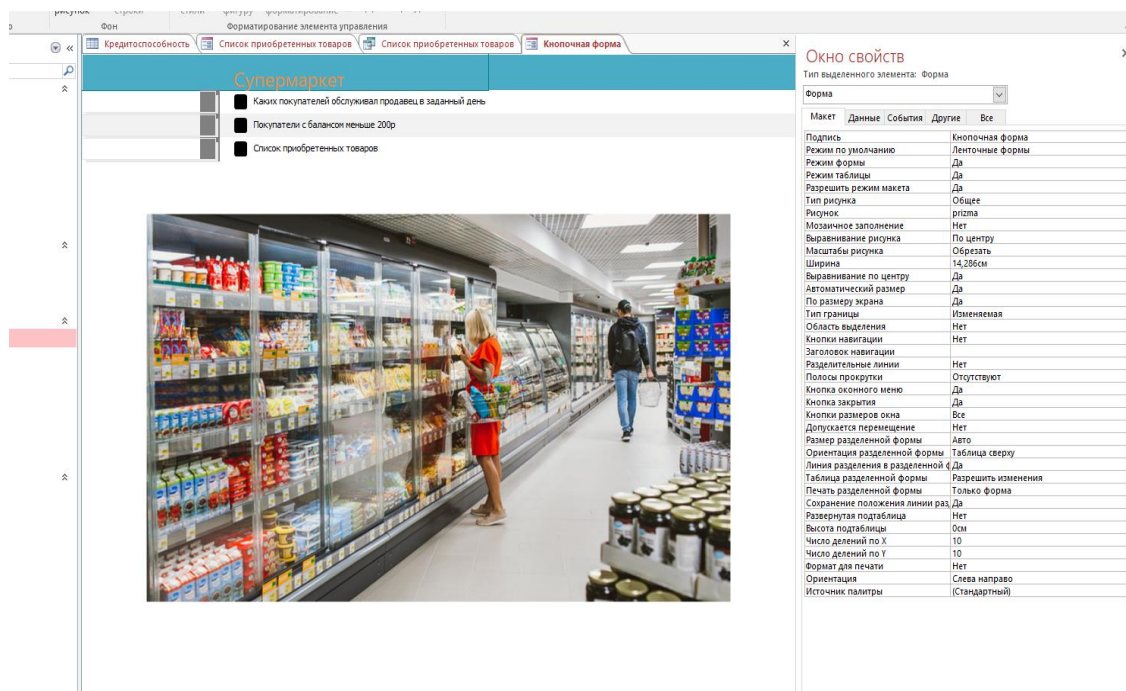 Фон
Форматирование элемента управления
Кредитоспособность
Список приобретенных товаров
Список приобретенных товаров
Кнопочная форма
Супермаркет
Каких покупателей обслуживал продавец в заданный день
Покупатели с балансом меньше 200р
Список приобретенных товаров
Окно свойств
Тип выделенного элемента: Форма
Форма
Макет Данные События Другие Все
Подпись Кнопочная форма
Режим по умолчанию Ленточные формы
Режим формы Да
Режим таблицы Да
Разрешить режим макета Да
Тип рисунка Общее
Рисунок prizma
Мозаичное заполнение Нет
Выравнивание рисунка По центру
Масштабы рисунка Обрезать
Ширина 14,286см
Выравнивание по центру Да
Автоматический размер Да
По размеру экрана Да
Тип границы Изменяемая
Область выделения Нет
Кнопки навигации Нет
Заголовок навигации
Разделительные линии Нет
Полосы прокрутки Отсутствуют
Кнопка оконного меню Да
Кнопка закрытия Да
Кнопки размеров окна Все
Допускается перемещение Нет
Размер разделенной формы Авто
Ориентация разделенной формы Таблица сверху
Линия разделения в разделенной ф Да
Таблица разделенной формы Разрешить изменения
Печать разделенной формы Только форма
Сохранение положения линии раз, Да
Развернутая подтаблица Нет
Высота подтаблицы 0см
Число делений по X 10
Число делений по Y 10
Формат для печати Нет
Ориентация Слева направо
Источник палитры (Стандартный)